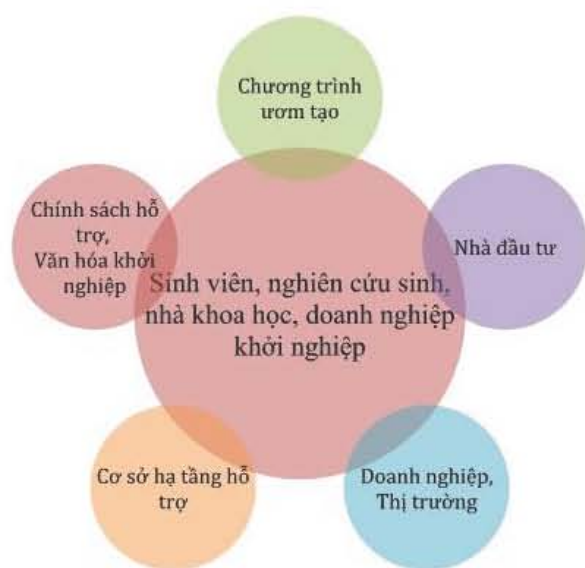 Chương trình
ươm tạo
Chính sách hỗ
trợ,
Văn hóa khởi
nghiệp
Nhà đầu tư
Sinh viên, nghiên cứu sinh,
nhà khoa học, doanh nghiệp
khởi nghiệp
Cơ sở hạ tầng hỗ
trợ
Doanh nghiệp,
Thị trường